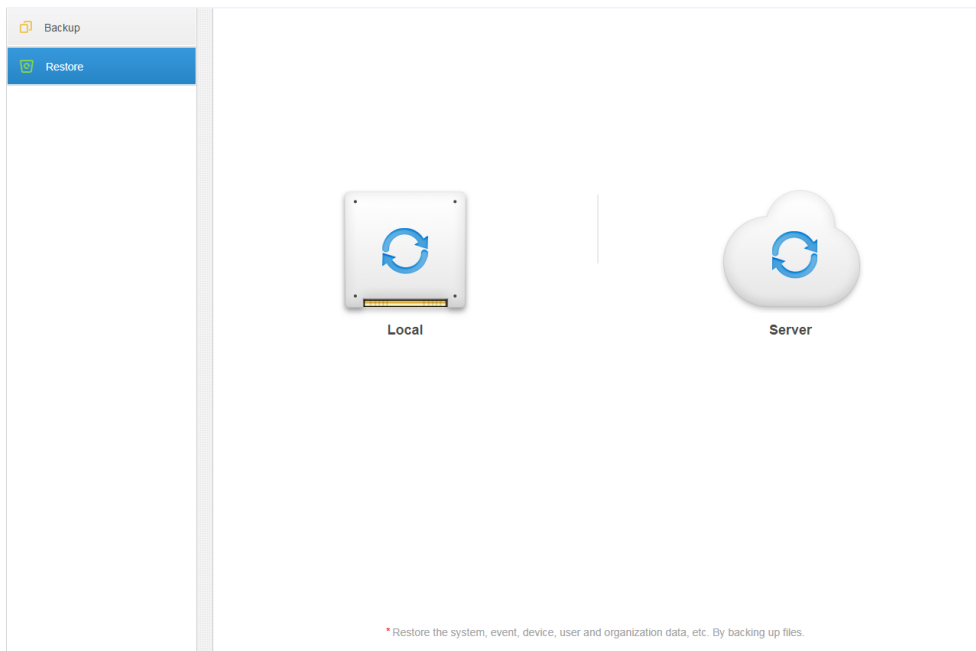 Backup
Restore
Local
Server
* Restore the system, event, device, user and organization data, etc. By backing up files.